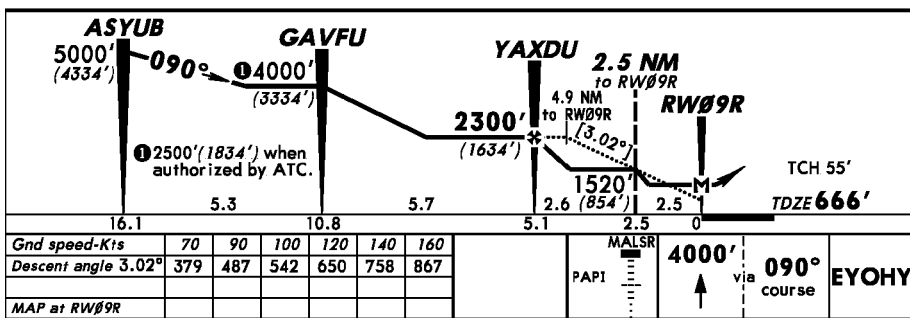 ASYUB
GAVFU
YAXDU
2.5 NM
to RWØ9R
RWØ9R
5000'
(4334')
090°
❶4000'
(3334')
4.9 NM
to RWØ9R
[3.02°]
2300'
(1634')
❶2500'(1834') when
authorized by ATC.
1520'
(854')
M
TCH 55'
TDZE 666'
5.3
5.7
2.6
2.5
16.1
10.8
5.1
2.5
0
Gnd speed-Kts 70 90 100 120 140 160
Descent angle 3.02° 379 487 542 650 758 867
MAP at RWØ9R
MALSR
PAPI
4000'
via
090°
course
EYOHY